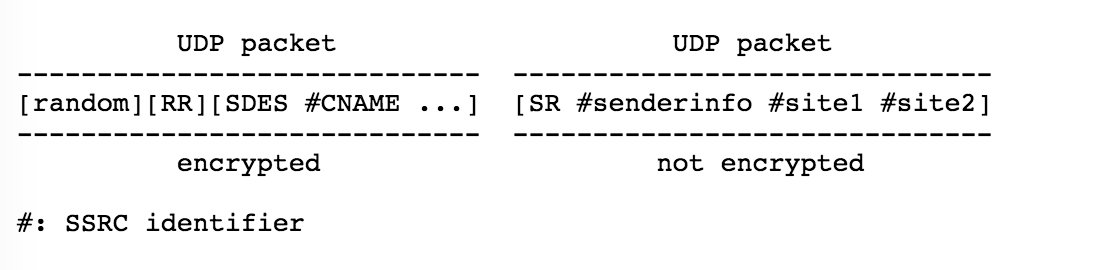 UDP packet UDP packet
----------------------------- ------------------------------
[random][RR][SDES #CNAME ...] [SR #senderinfo #site1 #site2]
----------------------------- ------------------------------
encrypted not encrypted
#: SSRC identifier